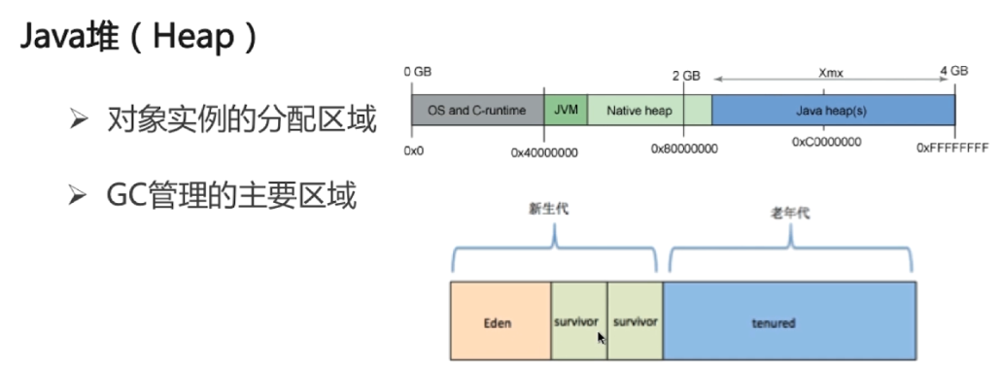 Java堆（Heap）
对象实例的分配区域
GC管理的主要区域
0 GB
2 GB
Xmx
4 GB
OS and C-runtime
JVM
Native heap
Java heap(s)
0x0
0x40000000
0x80000000
0xC0000000
0xFFFFFFFF
新生代
老年代
Eden
survivor
survivor
tenured